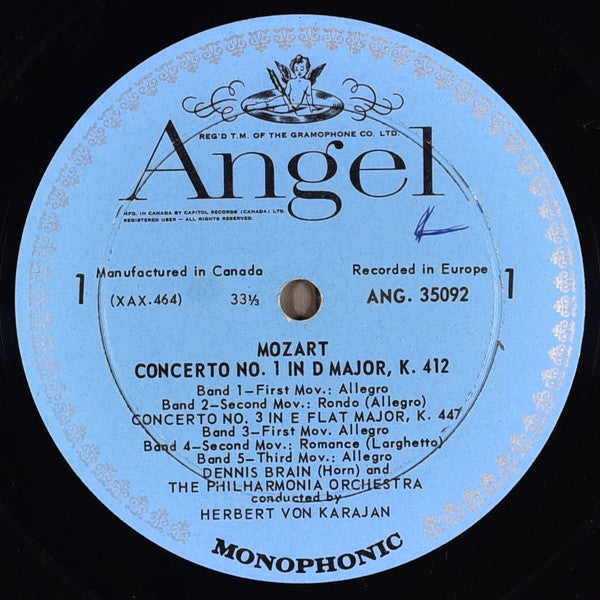 REG'D T.M. OF THE GRAMOPHONE CO. LTD.
Angel
MFD. IN CANADA BY CAPITOL RECORDS (CANADA) LTD.
REGISTERED USER – ALL RIGHTS RESERVED.
Manufactured in Canada Recorded in Europe
1 (XAX.464) 33⅓ ANG. 35092 1
MOZART
CONCERTO NO. 1 IN D MAJOR, K. 412
Band 1–First Mov.: Allegro
Band 2–Second Mov.: Rondo (Allegro)
CONCERTO NO. 3 IN E FLAT MAJOR, K. 447
Band 3–First Mov. Allegro
Band 4–Second Mov.: Romance (Larghetto)
Band 5–Third Mov.: Allegro
DENNIS BRAIN (Horn) and
THE PHILHARMONIA ORCHESTRA
conducted by
HERBERT VON KARAJAN
MONOPHONIC